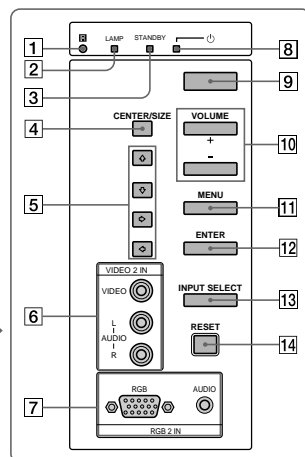 R LAMP STANDBY
1
2
3
8
9
CENTER/SIZE VOLUME
4
+
-
10
5
MENU
11
ENTER
12
VIDEO 2 IN
VIDEO
INPUT SELECT
13
6
L
AUDIO
R
RESET
14
7
RGB AUDIO
RGB 2 IN